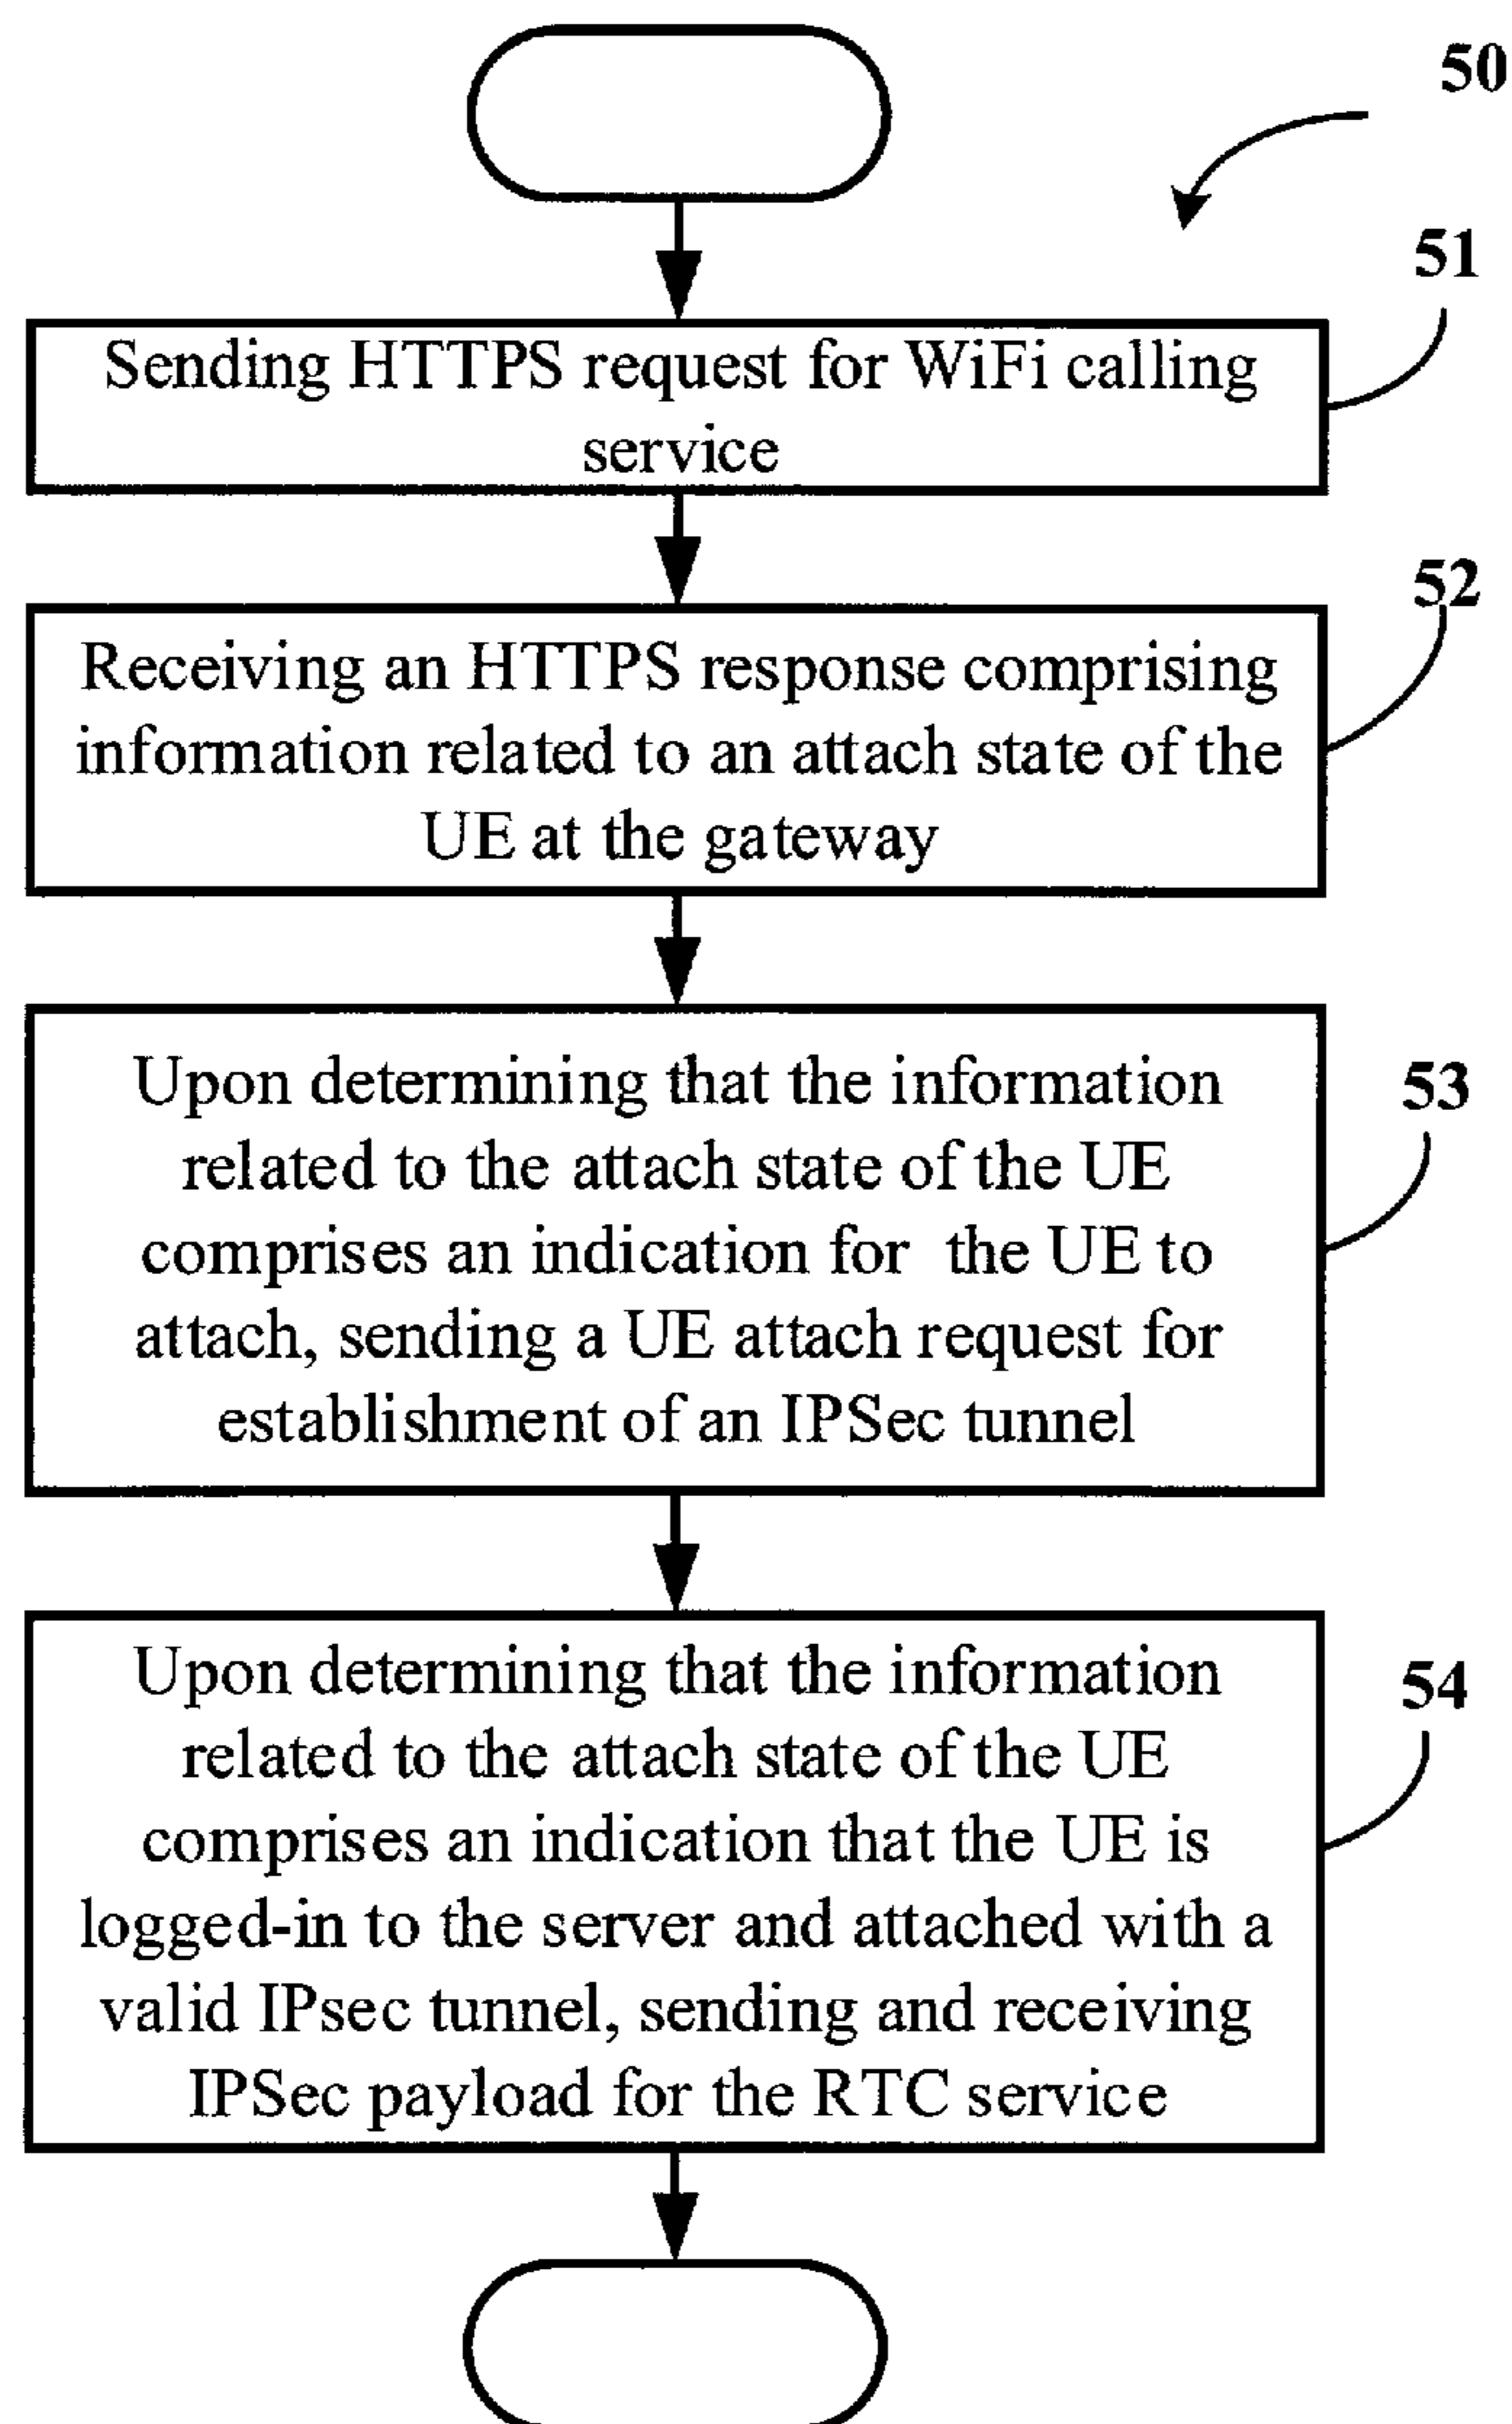 50
51
Sending HTTPS request for WiFi calling
service
52
Receiving an HTTPS response comprising
information related to an attach state of the
UE at the gateway
53
Upon determining that the information
related to the attach state of the UE
comprises an indication for the UE to
attach, sending a UE attach request for
establishment of an IPSec tunnel
54
Upon determining that the information
related to the attach state of the UE
comprises an indication that the UE is
logged-in to the server and attached with a
valid IPsec tunnel, sending and receiving
IPSec payload for the RTC service